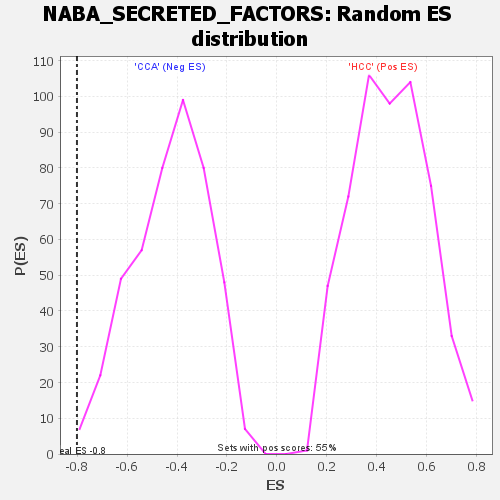 NABA_SECRETED_FACTORS: Random ES
distribution
'CCA' (Neg ES) 'HCC' (Pos ES)
P(ES)
110
100
90
80
70
60
50
40
30
20
10
0
eal ES -0.8 Sets with pos scores: 55%
-0.8 -0.6 -0.4 -0.2 0.0 0.2 0.4 0.6 0.8
ES